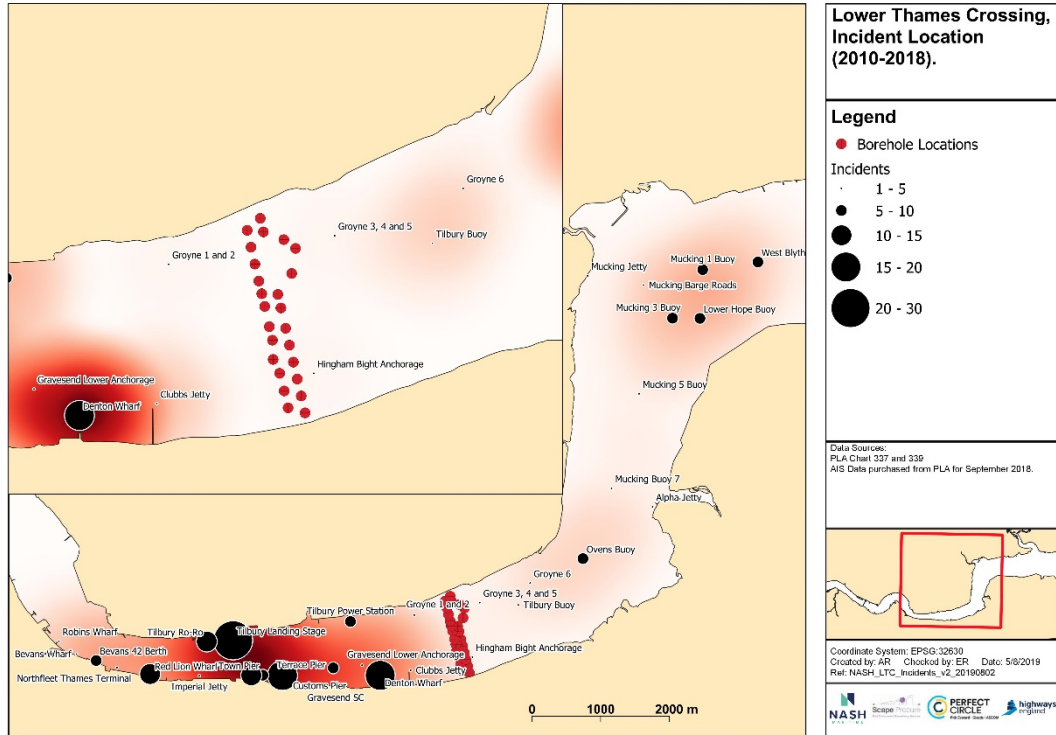 Lower Thames Crossing,
Incident Location
(2010-2018).
Legend
Borehole Locations
Incidents
1 - 5
5 - 10
10 - 15
15 - 20
20 - 30
Data Sources:
PLA Chart 337 and 339
AIS Data purchased from PLA for September 2018.
Coordinate System: EPSG:32630
Created by: AR Checked by: ER Date: 5/8/2019
Ref: NASH_LTC_Incidents_v2_20190802
NASH
MARITIME
Scape Procure
PERFECT
CIRCLE
highways
england
Groyne 6
Groyne 3, 4 and 5
Tilbury Buoy
Groyne 1 and 2
Hingham Bight Anchorage
Gravesend Lower Anchorage
Clubbs Jetty
Denton Wharf
West Blyth
Mucking 1 Buoy
Mucking Jetty
Mucking Barge Roads
Mucking 3 Buoy
Lower Hope Buoy
Mucking 5 Buoy
Mucking Buoy 7
Alpha Jetty
Ovens Buoy
Groyne 6
Groyne 3, 4 and 5
Tilbury Buoy
Groyne 1 and 2
Tilbury Power Station
Hingham Bight Anchorage
Robins Wharf
Tilbury Ro-Ro
Tilbury Landing Stage
Bevans Wharf
Bevans 42 Berth
Red Lion Wharf
Town Pier
Terrace Pier
Gravesend Lower Anchorage
Clubbs Jetty
Northfleet Thames Terminal
Imperial Jetty
Customs Pier
Denton Wharf
Gravesend SC
0 1000 2000 m